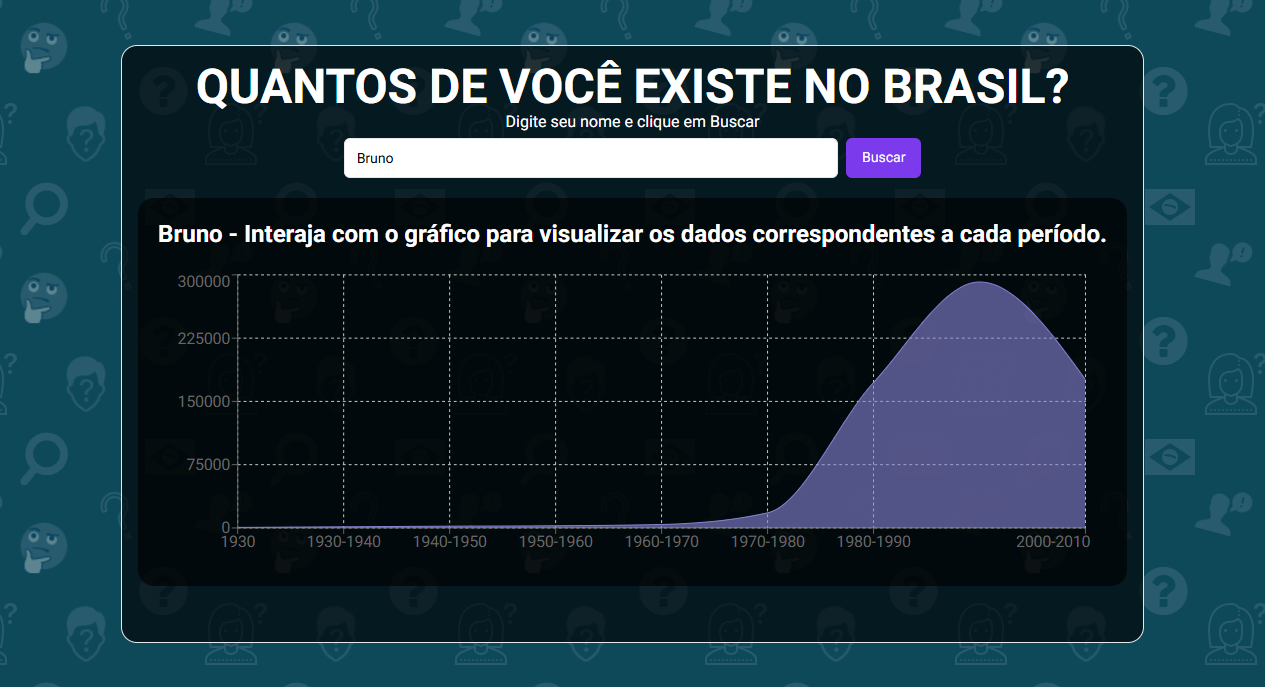 QUANTOS DE VOCÊ EXISTE NO BRASIL?
Digite seu nome e clique em Buscar
Bruno
Buscar
Bruno - Interaja com o gráfico para visualizar os dados correspondentes a cada período.
300000
225000
150000
75000
0
1930 1930-1940 1940-1950 1950-1960 1960-1970 1970-1980 1980-1990 2000-2010